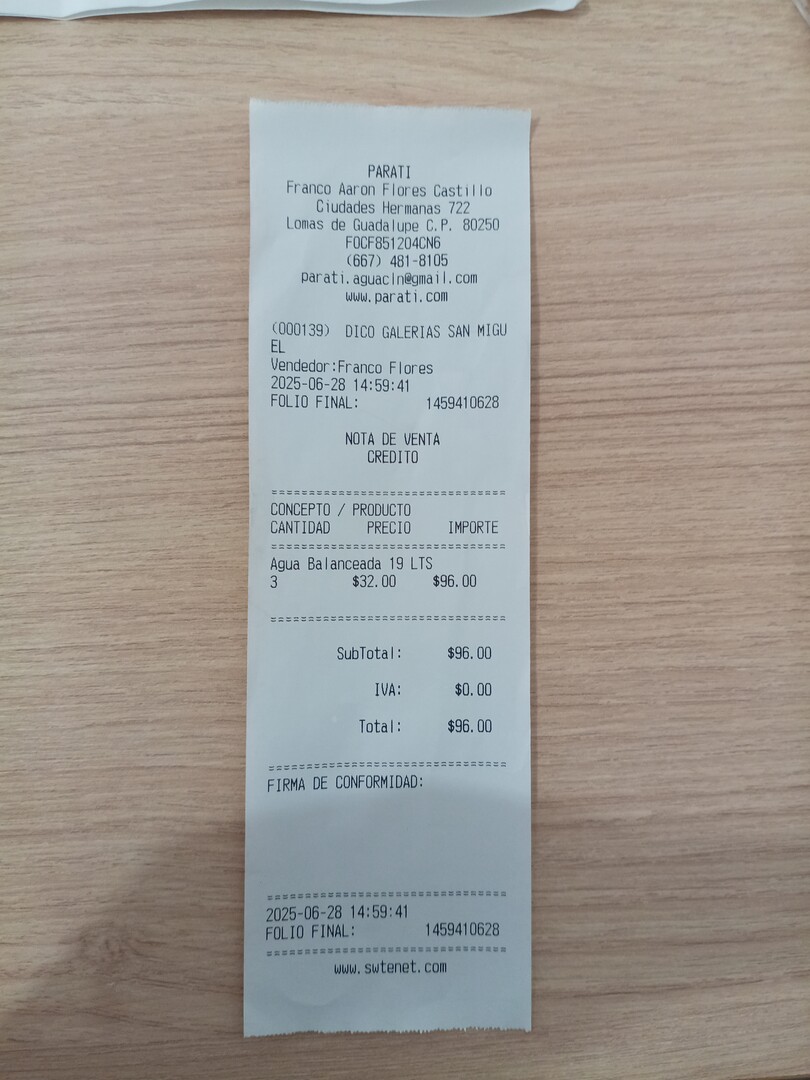 PARATI
Franco Aaron Flores Castillo
Ciudades Hermanas 722
Lomas de Guadalupe C.P. 80250
FOCF851204CN6
(667) 481-8105
parati.aguacln@gmail.com
www.parati.com
(000139) DICO GALERIAS SAN MIGU
EL
Vendedor:Franco Flores
2025-06-28 14:59:41
FOLIO FINAL: 1459410628
NOTA DE VENTA
CREDITO
==============================
CONCEPTO / PRODUCTO
CANTIDAD PRECIO IMPORTE
==============================
Agua Balanceada 19 LTS
3 $32.00 $96.00
==============================
SubTotal: $96.00
IVA: $0.00
Total: $96.00
==============================
FIRMA DE CONFORMIDAD:
==============================
2025-06-28 14:59:41
FOLIO FINAL: 1459410628
==============================
www.swtenet.com